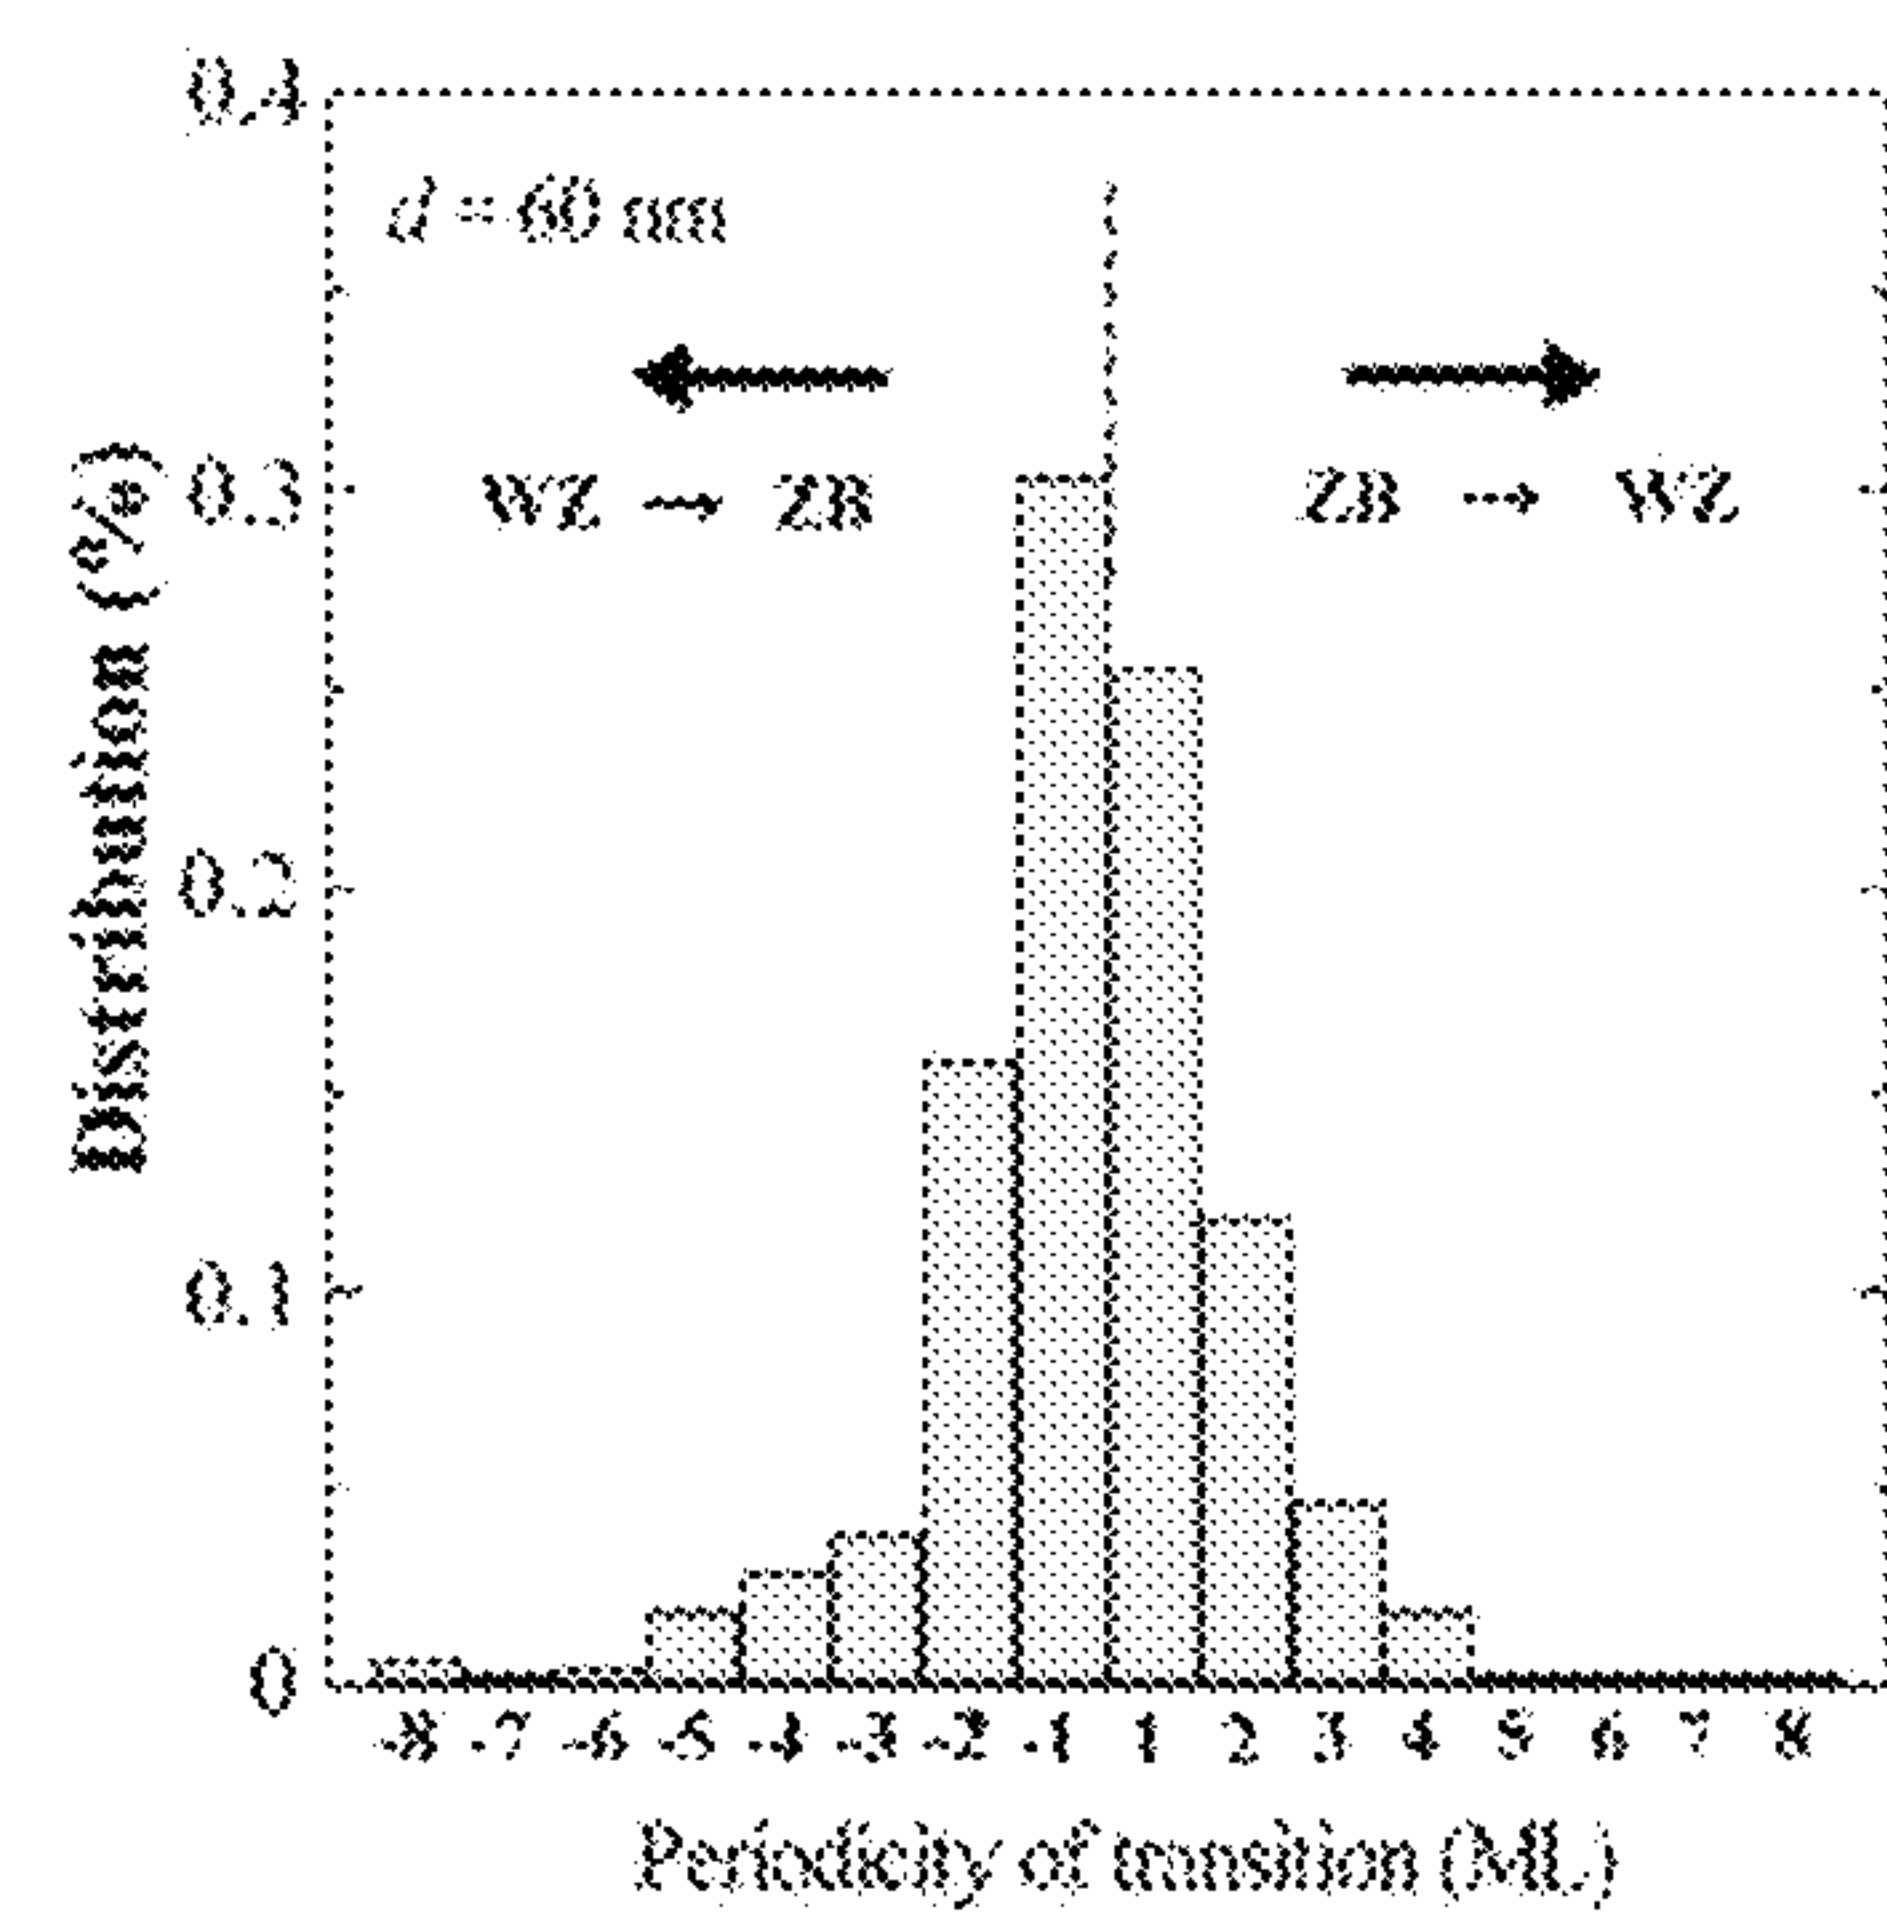 0.4
d = 60 nm
0.3
WZ → ZB
ZB → WZ
Distribution (%)
0.2
0.1
0
-8 -7 -6 -5 -4 -3 -2 -1 1 2 3 4 5 6 7 8
Periodicity of transition (ML)